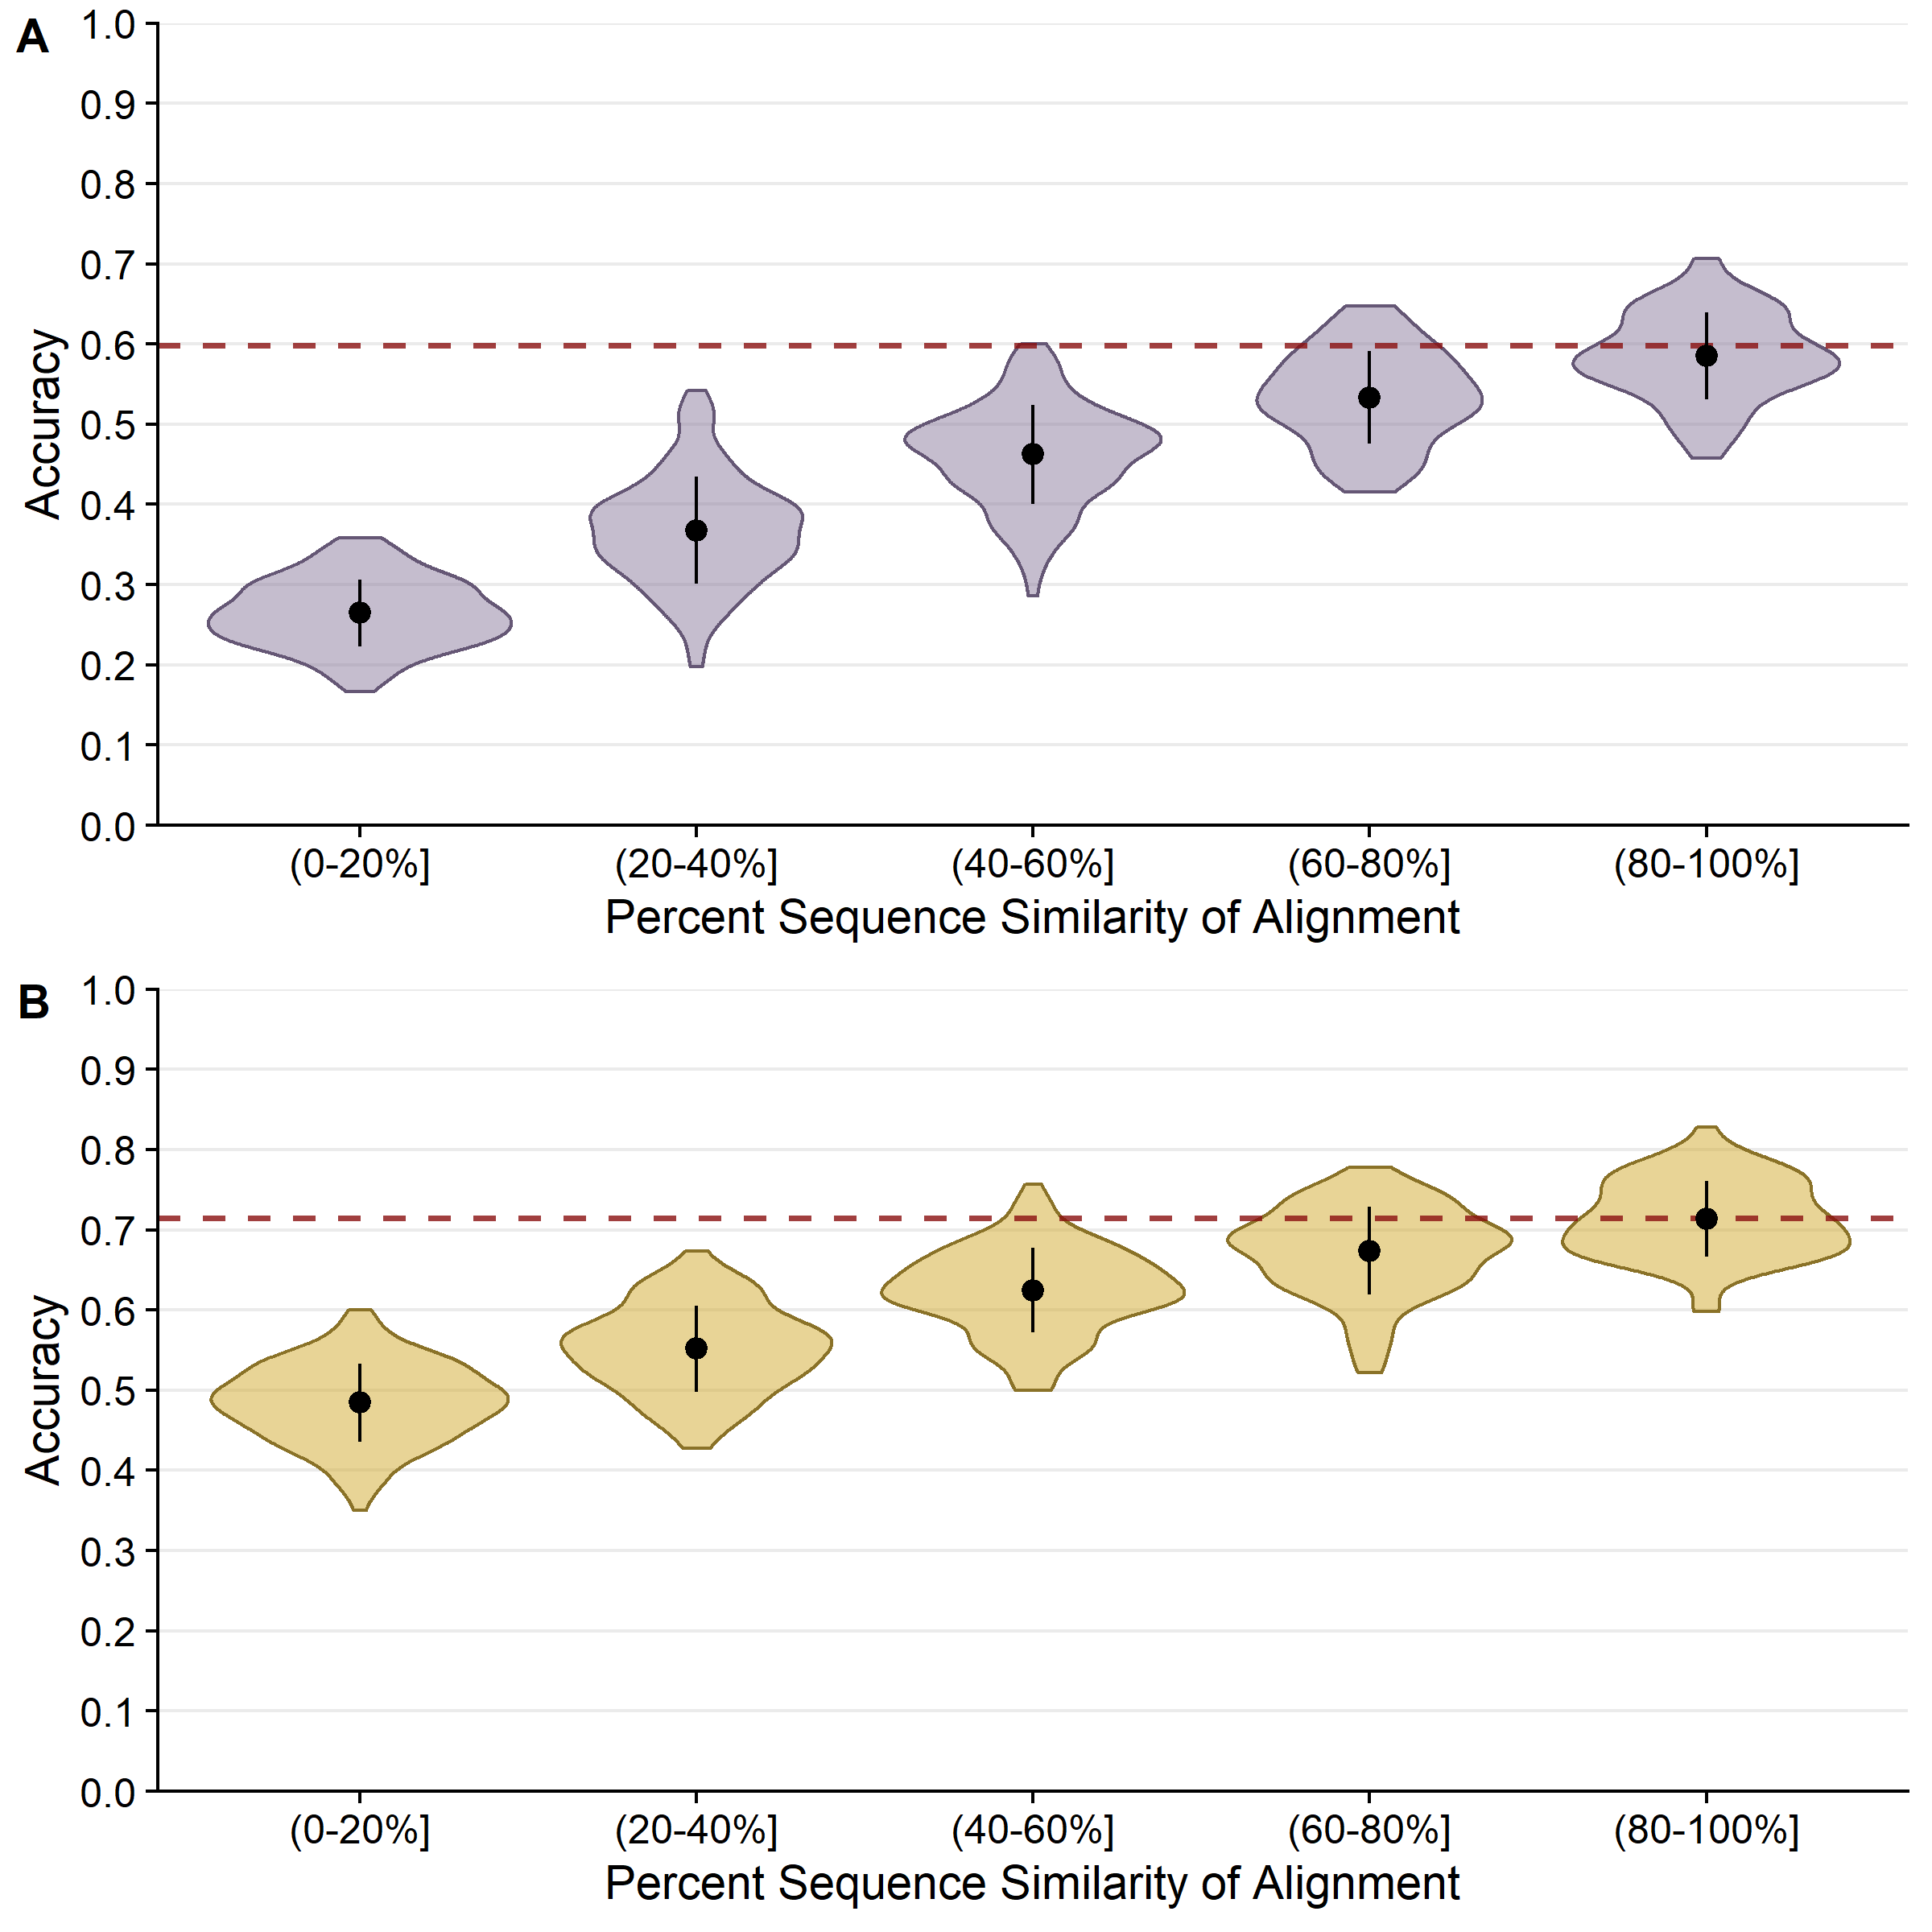 A
1.0
0.9
0.8
0.7
0.6
0.5
0.4
0.3
0.2
0.1
0.0
Accuracy
(0-20%] (20-40%] (40-60%] (60-80%] (80-100%]
Percent Sequence Similarity of Alignment
B
1.0
0.9
0.8
0.7
0.6
0.5
0.4
0.3
0.2
0.1
0.0
Accuracy
(0-20%] (20-40%] (40-60%] (60-80%] (80-100%]
Percent Sequence Similarity of Alignment